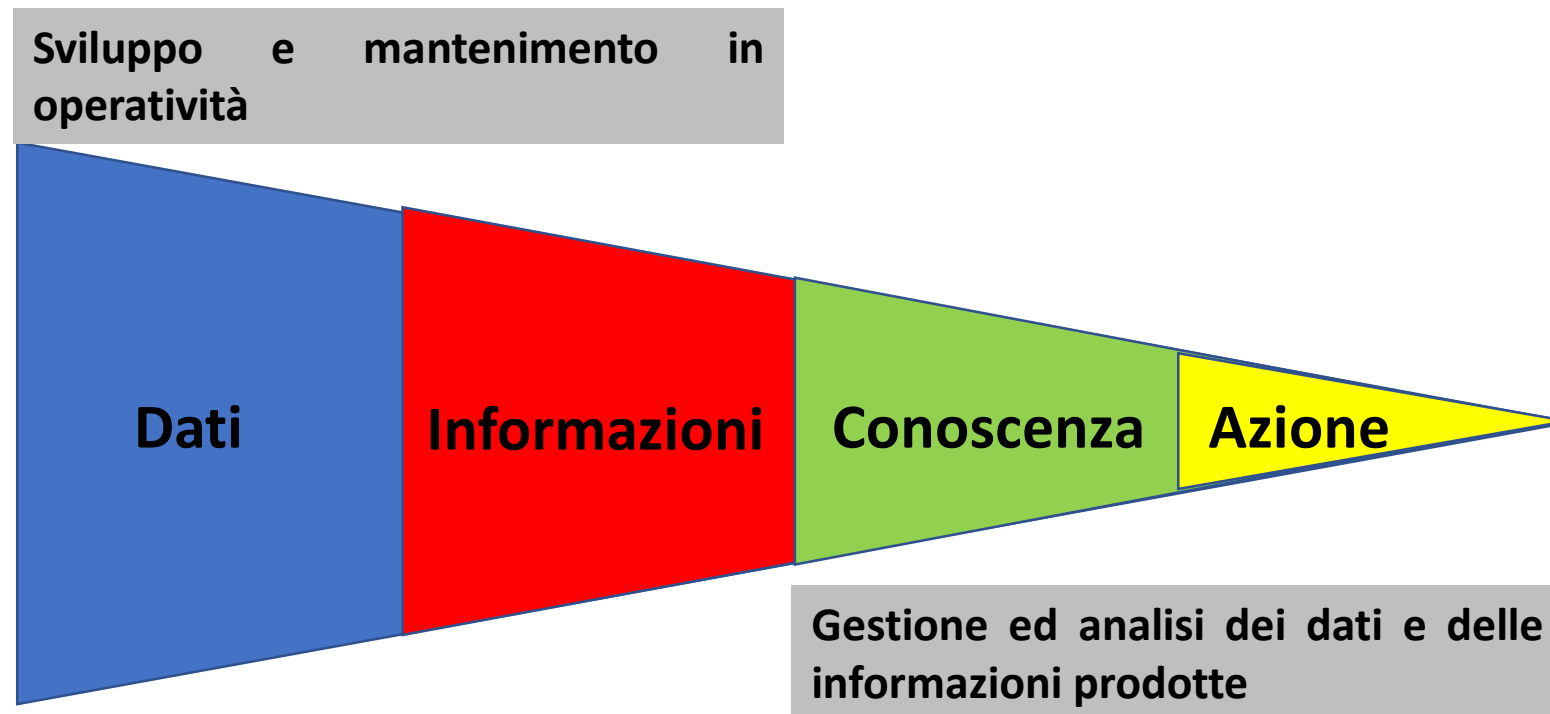 Sviluppo e mantenimento in
operatività
Dati
Informazioni
Conoscenza
Azione
Gestione ed analisi dei dati e delle
informazioni prodotte